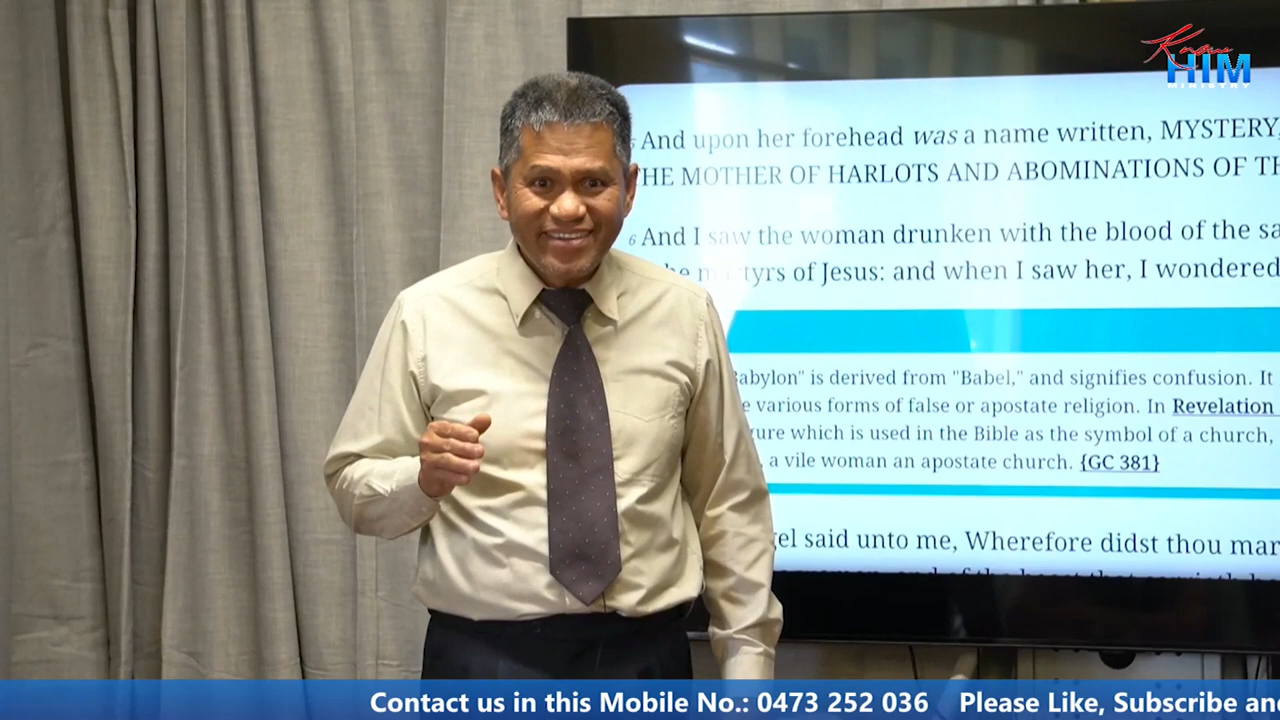 Know
HIM
MINISTRY
And upon her forehead was a name written, MYSTERY,
HE MOTHER OF HARLOTS AND ABOMINATIONS OF TH
6 And I saw the woman drunken with the blood of the sa
he martyrs of Jesus: and when I saw her, I wondered
Babylon" is derived from "Babel," and signifies confusion. It
e various forms of false or apostate religion. In Revelation
gure which is used in the Bible as the symbol of a church,
, a vile woman an apostate church. {GC 381}
gel said unto me, Wherefore didst thou mar
Contact us in this Mobile No.: 0473 252 036 Please Like, Subscribe and